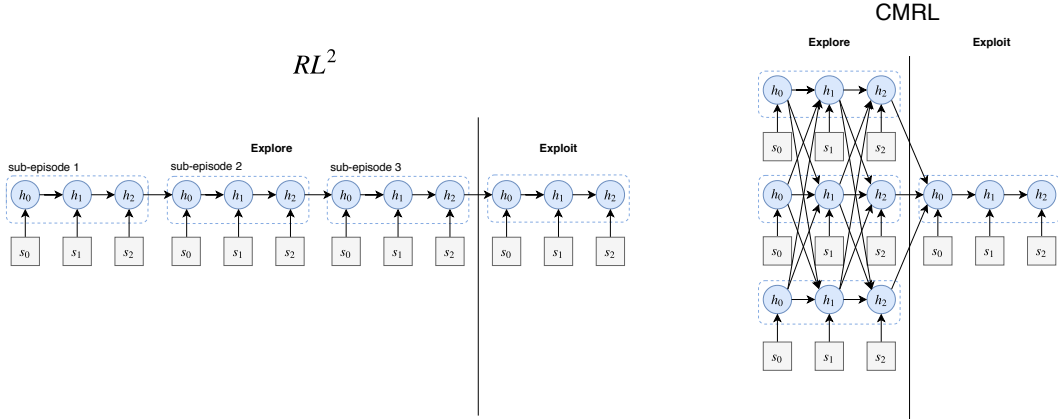 RL²
Explore
Exploit
sub-episode 1
sub-episode 2
sub-episode 3
h₀ h₁ h₂ h₀ h₁ h₂ h₀ h₁ h₂ h₀ h₁ h₂
s₀ s₁ s₂ s₀ s₁ s₂ s₀ s₁ s₂ s₀ s₁ s₂
CMRL
Explore
Exploit
h₀ h₁ h₂
s₀ s₁ s₂
h₀ h₁ h₂ h₀ h₁ h₂
s₀ s₁ s₂ s₀ s₁ s₂
h₀ h₁ h₂
s₀ s₁ s₂